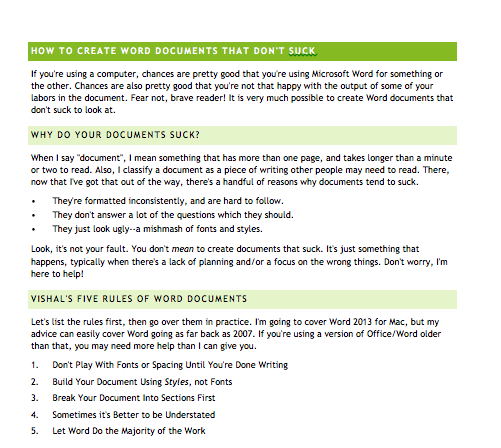 HOW TO CREATE WORD DOCUMENTS THAT DON'T SUCK
If you're using a computer, chances are pretty good that you're using Microsoft Word for something or
the other. Chances are also pretty good that you're not that happy with the output of some of your
labors in the document. Fear not, brave reader! It is very much possible to create Word documents that
don't suck to look at.
WHY DO YOUR DOCUMENTS SUCK?
When I say "document", I mean something that has more than one page, and takes longer than a minute
or two to read. Also, I classify a document as a piece of writing other people may need to read. There,
now that I've got that out of the way, there's a handful of reasons why documents tend to suck.
• They're formatted inconsistently, and are hard to follow.
• They don't answer a lot of the questions which they should.
• They just look ugly--a mishmash of fonts and styles.
Look, it's not your fault. You don't mean to create documents that suck. It's just something that
happens, typically when there's a lack of planning and/or a focus on the wrong things. Don't worry, I'm
here to help!
VISHAL'S FIVE RULES OF WORD DOCUMENTS
Let's list the rules first, then go over them in practice. I'm going to cover Word 2013 for Mac, but my
advice can easily cover Word going as far back as 2007. If you're using a version of Office/Word older
than that, you may need more help than I can give you.
1. Don't Play With Fonts or Spacing Until You're Done Writing
2. Build Your Document Using Styles, not Fonts
3. Break Your Document Into Sections First
4. Sometimes it's Better to be Understated
5. Let Word Do the Majority of the Work